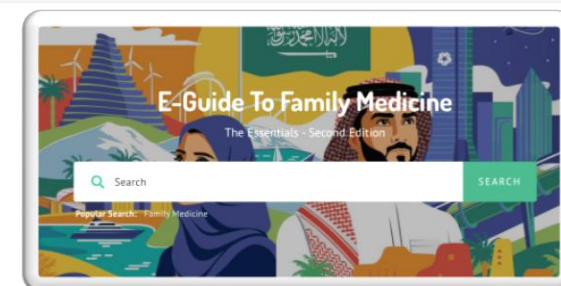 E-Guide To Family Medicine
The Essentials - Second Edition
Search
SEARCH
Popular Search: Family Medicine